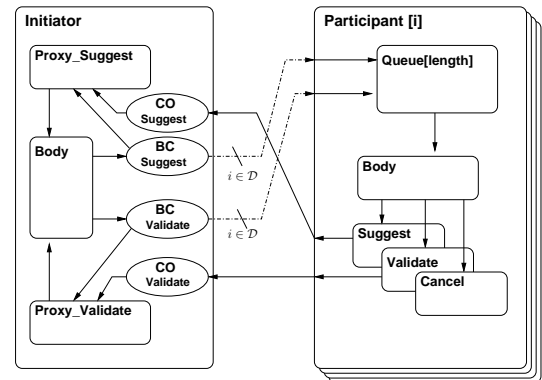 Initiator
Proxy_Suggest
CO
Suggest
Body
BC
Suggest
i ∈ 𝒟
BC
Validate
i ∈ 𝒟
CO
Validate
Proxy_Validate
Participant [i]
Queue[length]
Body
Suggest
Validate
Cancel